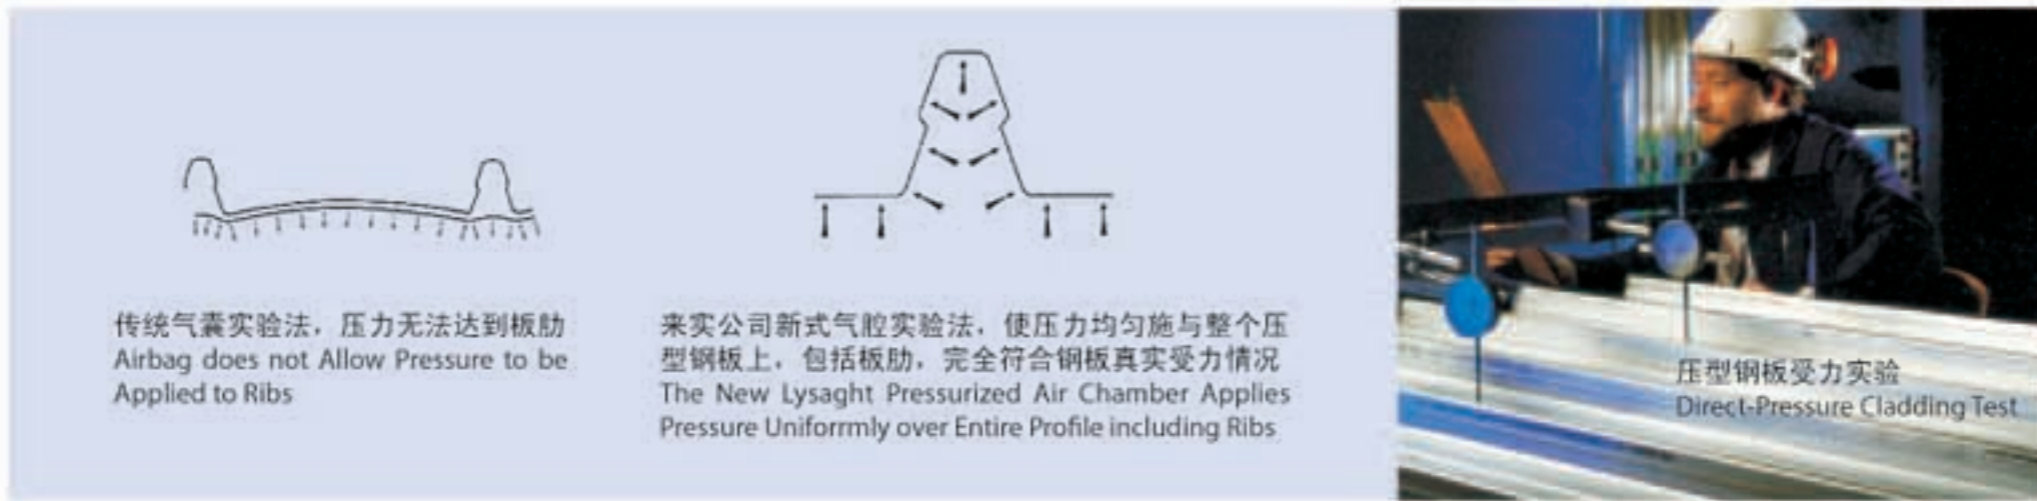 传统气囊实验法，压力无法达到板肋
Airbag does not Allow Pressure to be
Applied to Ribs
来实公司新式气腔实验法，使压力均匀施与整个压
型钢板上，包括板肋，完全符合钢板真实受力情况
The New Lysaght Pressurized Air Chamber Applies
Pressure Uniforrmly over Entire Profile including Ribs
压型钢板受力实验
Direct-Pressure Cladding Test